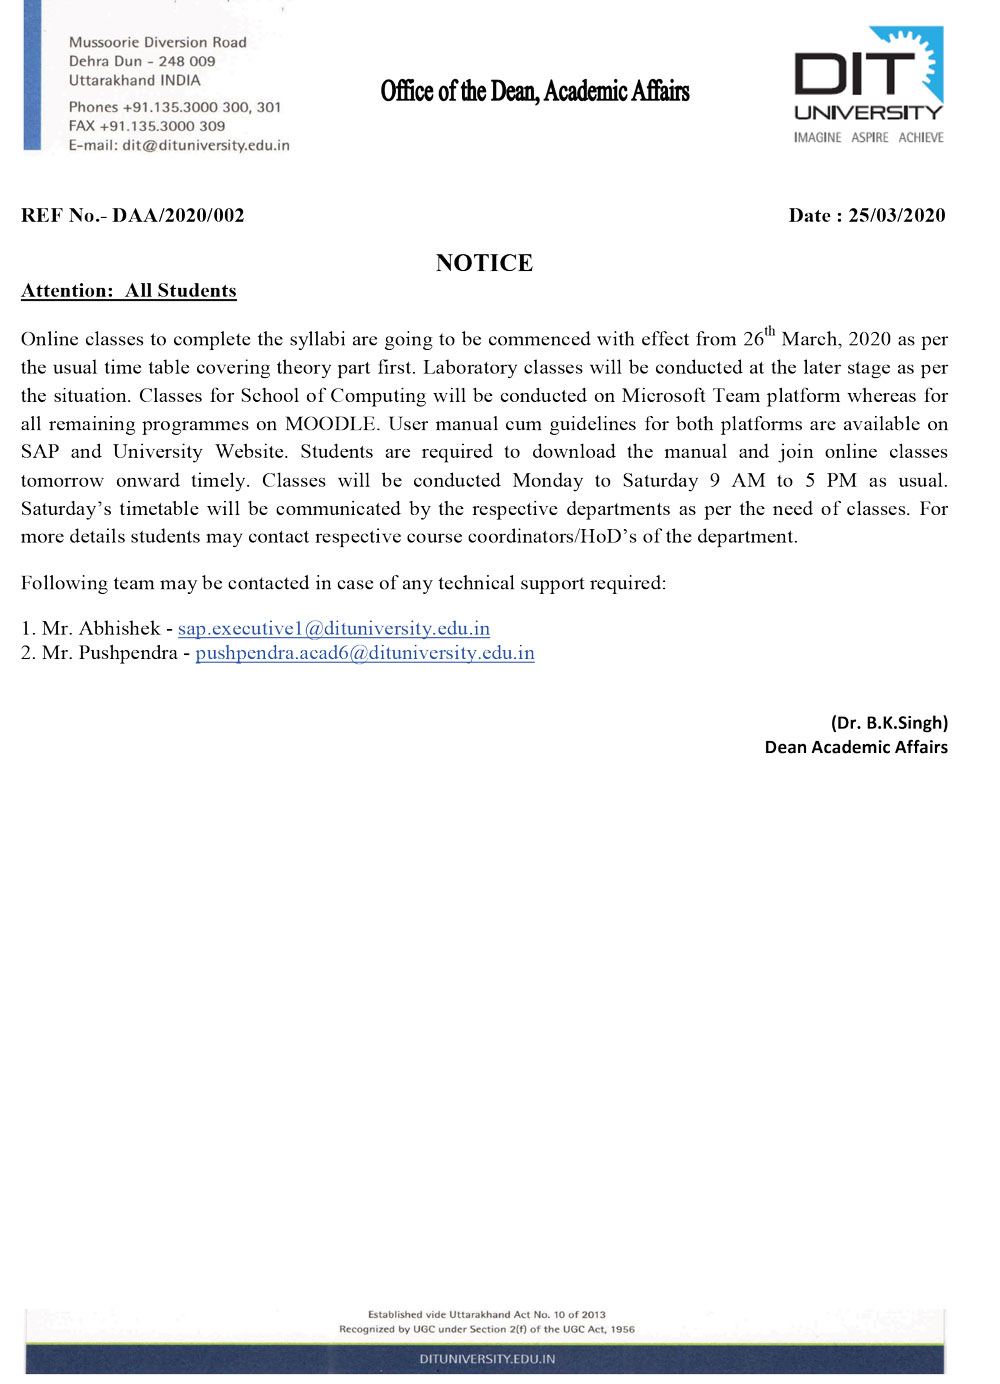 Mussoorie Diversion Road
Dehra Dun - 248 009
Uttarakhand INDIA
Phones +91.135.3000 300, 301
FAX +91.135.3000 309
E-mail: dit@dituniversity.edu.in
Office of the Dean, Academic Affairs
DIT
UNIVERSITY
IMAGINE ASPIRE ACHIEVE
REF No.- DAA/2020/002
Date : 25/03/2020
NOTICE
Attention: All Students
Online classes to complete the syllabi are going to be commenced with effect from 26th March, 2020 as per
the usual time table covering theory part first. Laboratory classes will be conducted at the later stage as per
the situation. Classes for School of Computing will be conducted on Microsoft Team platform whereas for
all remaining programmes on MOODLE. User manual cum guidelines for both platforms are available on
SAP and University Website. Students are required to download the manual and join online classes
tomorrow onward timely. Classes will be conducted Monday to Saturday 9 AM to 5 PM as usual.
Saturday's timetable will be communicated by the respective departments as per the need of classes. For
more details students may contact respective course coordinators/HoD's of the department.
Following team may be contacted in case of any technical support required:
1. Mr. Abhishek - sap.executive1@dituniversity.edu.in
2. Mr. Pushpendra - pushpendra.acad6@dituniversity.edu.in
(Dr. B.K.Singh)
Dean Academic Affairs
Established vide Uttarakhand Act No. 10 of 2013
Recognized by UGC under Section 2(f) of the UGC Act, 1956
DITUNIVERSITY.EDU.IN